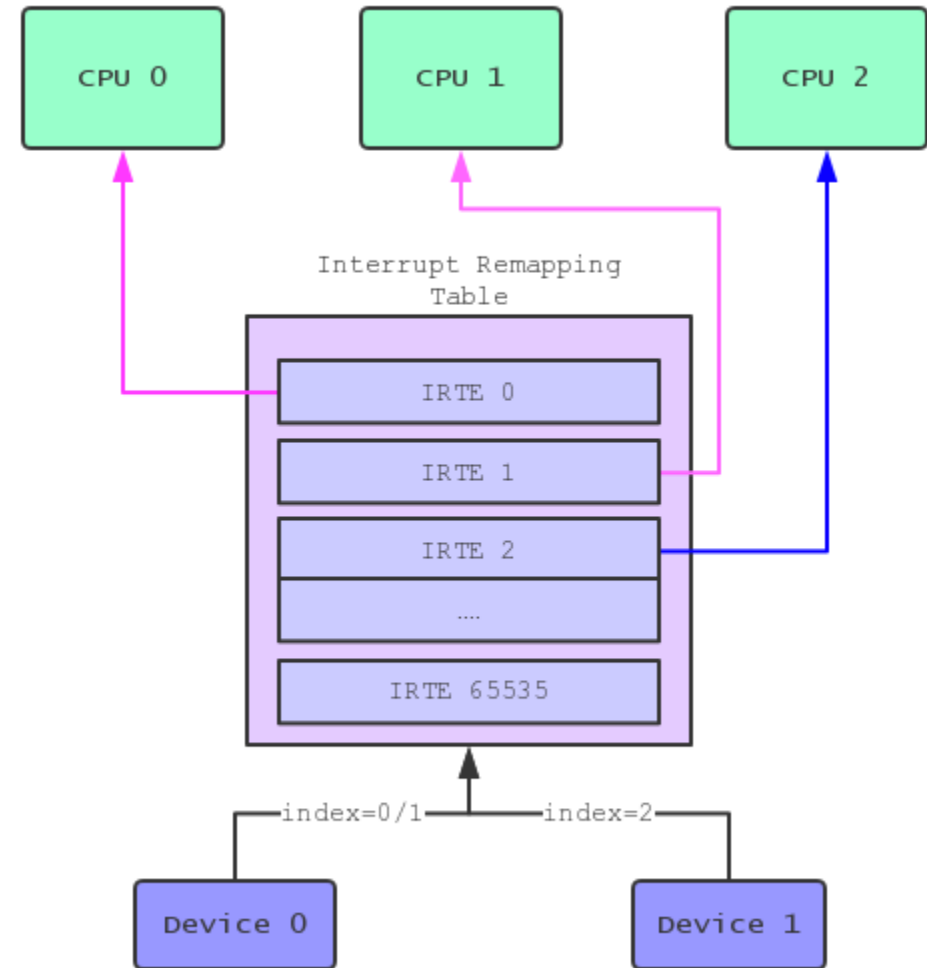 CPU 0
CPU 1
CPU 2
Interrupt Remapping
Table
IRTE 0
IRTE 1
IRTE 2
....
IRTE 65535
index=0/1
index=2
Device 0
Device 1